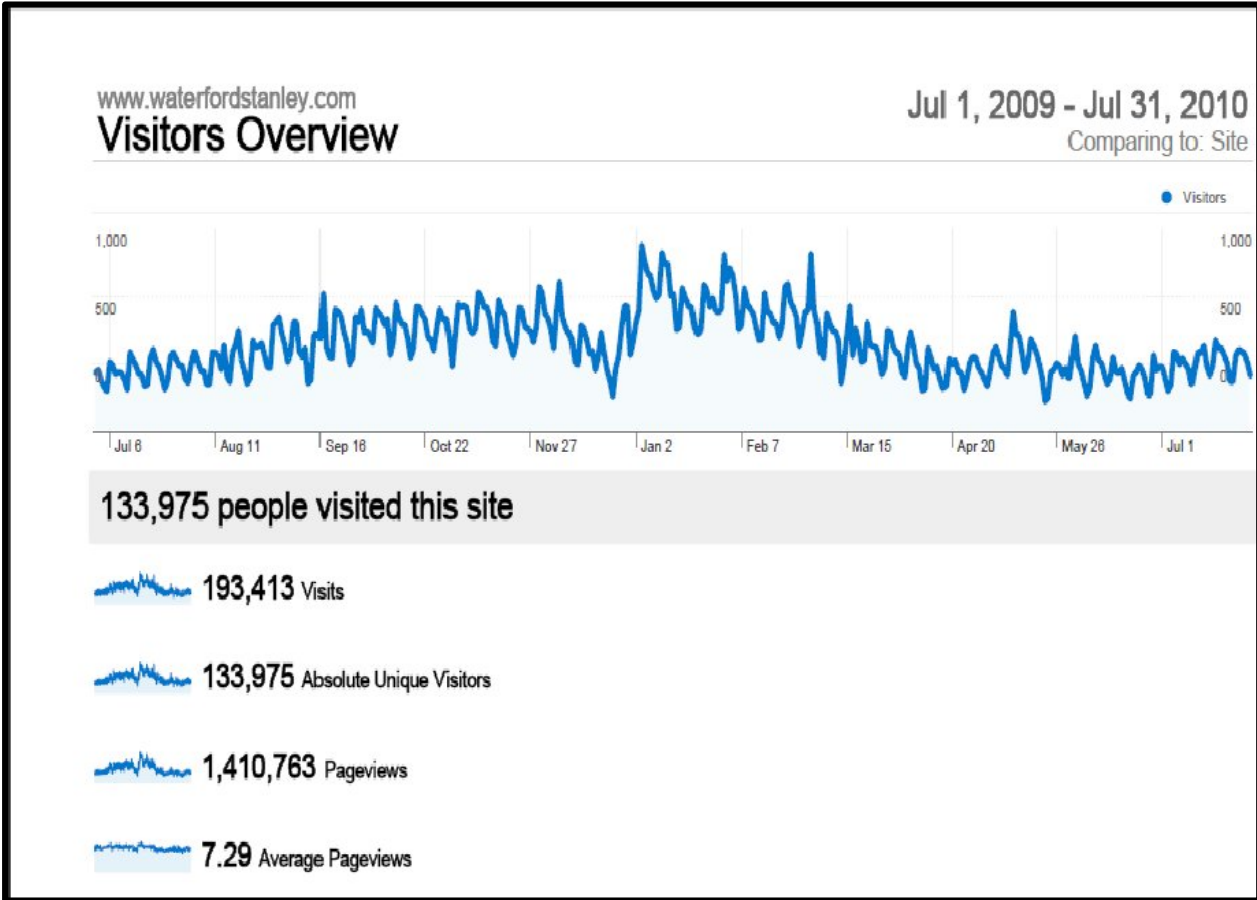 www.waterfordstanley.com
Visitors Overview
Jul 1, 2009 - Jul 31, 2010
Comparing to: Site
Visitors
1,000
1,000
500
500
0
0
Jul 6
Aug 11
Sep 16
Oct 22
Nov 27
Jan 2
Feb 7
Mar 15
Apr 20
May 26
Jul 1
133,975 people visited this site
193,413 Visits
133,975 Absolute Unique Visitors
1,410,763 Pageviews
7.29 Average Pageviews